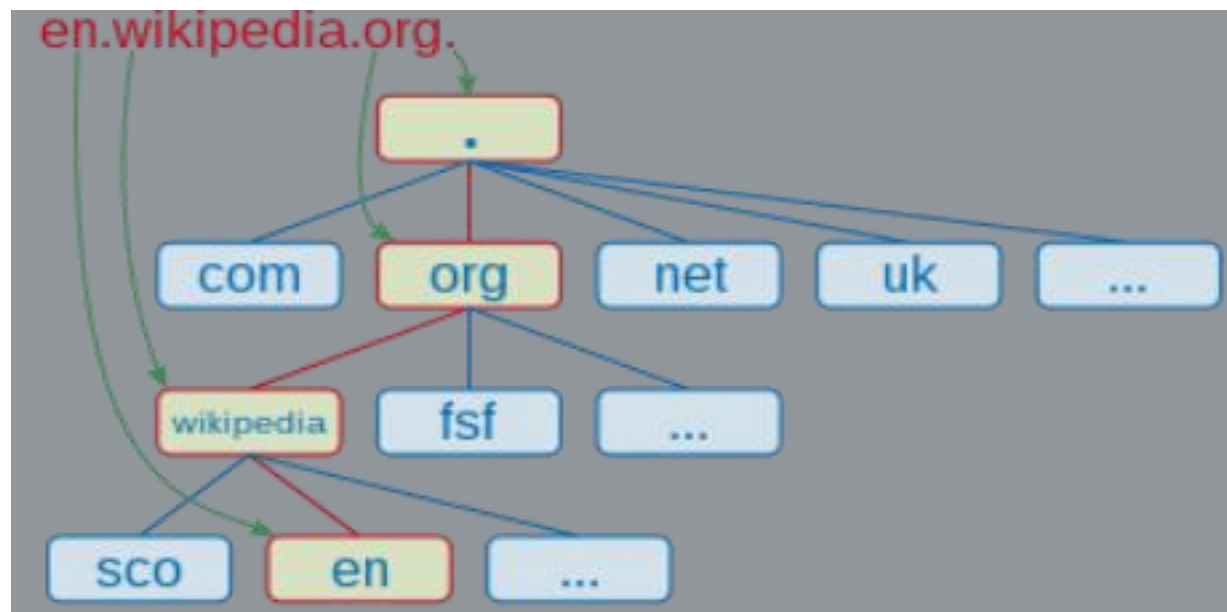 en.wikipedia.org.
.
com org net uk ...
wikipedia fsf ...
sco en ...